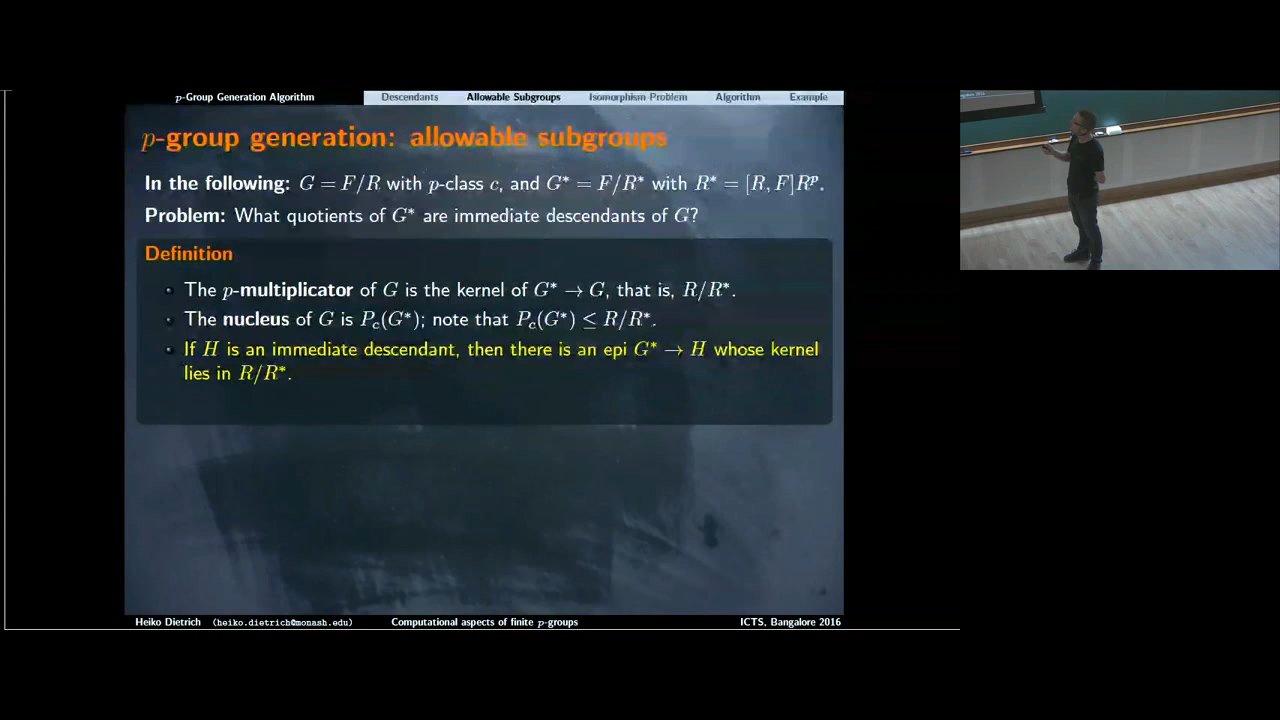 p-Group Generation Algorithm Descendants Allowable Subgroups Isomorphism Problem Algorithm Example
p-group generation: allowable subgroups
In the following: G = F/R with p-class c, and G* = F/R* with R* = [R, F]Rᵖ.
Problem: What quotients of G* are immediate descendants of G?
Definition
The p-multiplicator of G is the kernel of G* → G, that is, R/R*.
The nucleus of G is P_c(G*); note that P_c(G*) ≤ R/R*.
If H is an immediate descendant, then there is an epi G* → H whose kernel
lies in R/R*.
Heiko Dietrich (heiko.dietrich@monash.edu) Computational aspects of finite p-groups ICTS, Bangalore 2016